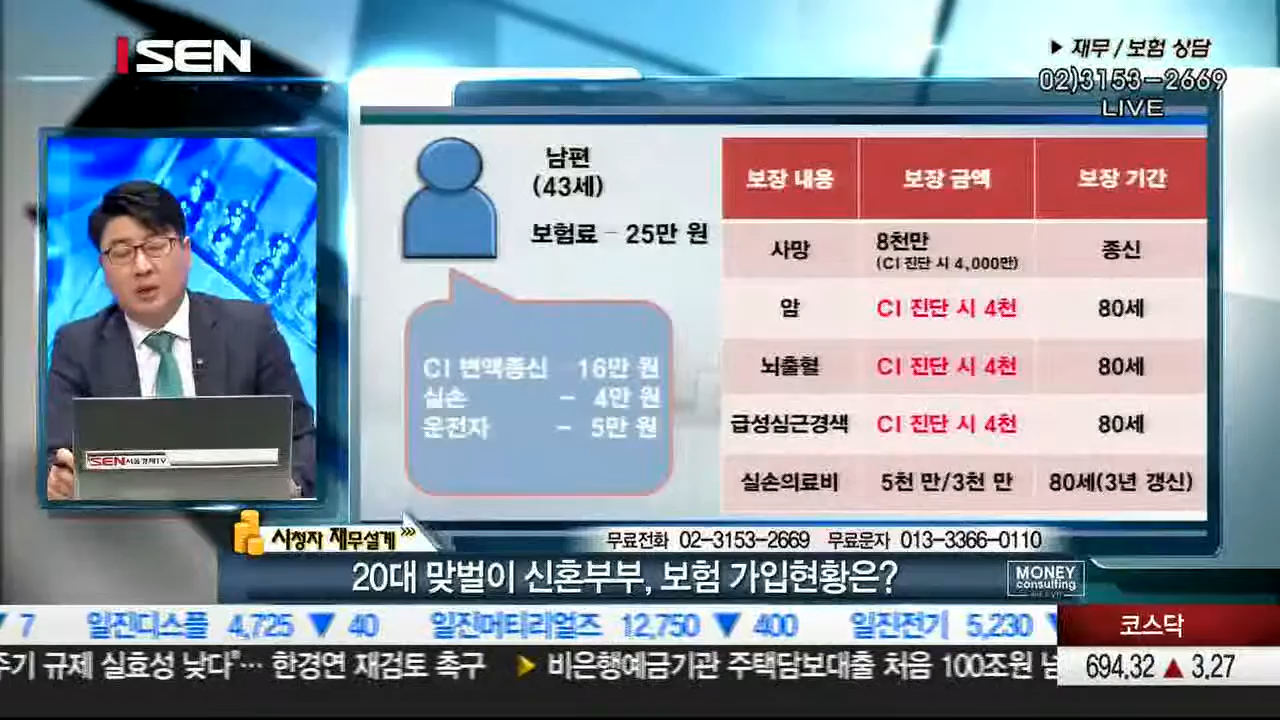 SEN
▶ 재무/보험 상담
02)3153-2669
LIVE
남편
(43세)
보험료 - 25만 원
CI 변액종신 16만 원
실손 - 4만 원
운전자 - 5만 원
보장 내용 보장 금액 보장 기간
사망 8천만 (CI 진단 시 4,000만) 종신
암 CI 진단 시 4천 80세
뇌출혈 CI 진단 시 4천 80세
급성심근경색 CI 진단 시 4천 80세
실손의료비 5천 만/3천 만 80세(3년 갱신)
SEN 서울경제TV
시청자 재무설계
무료전화 02-3153-2669 무료문자 013-3366-0110
20대 맞벌이 신혼부부, 보험 가입현황은?
MONEY
consulting
▼ 7 일진디스플 4,725 ▼ 40 일진머티리얼즈 12,750 ▼ 400 일진전기 5,230 ▼
코스닥
주기 규제 실효성 낮다"… 한경연 재검토 촉구 ▶ 비은행예금기관 주택담보대출 처음 100조원
694.32 ▲ 3.27